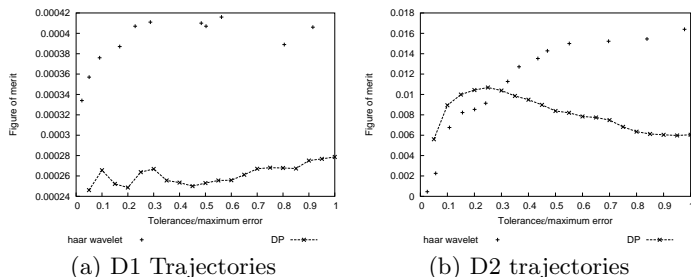 Figure of merit
0.00042
0.0004
0.00038
0.00036
0.00034
0.00032
0.0003
0.00028
0.00026
0.00024
0 0.1 0.2 0.3 0.4 0.5 0.6 0.7 0.8 0.9 1
Toleranceε/maximum error
haar wavelet + DP --×--
(a) D1 Trajectories
Figure of merit
0.018
0.016
0.014
0.012
0.01
0.008
0.006
0.004
0.002
0
0 0.1 0.2 0.3 0.4 0.5 0.6 0.7 0.8 0.9 1
Toleranceε/maximum error
haar wavelet + DP --×--
(b) D2 trajectories